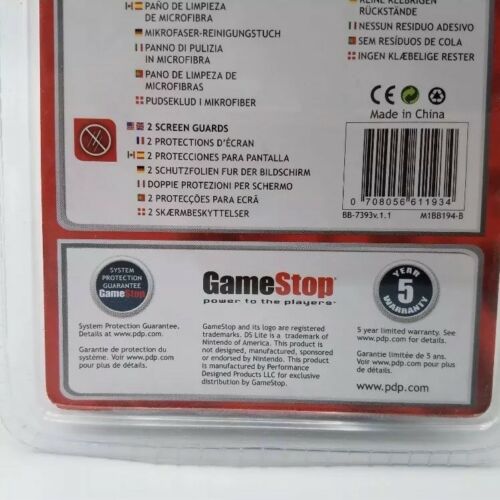 PAÑO DE LIMPIEZA
DE MICROFIBRA
MIKROFASER-REINIGUNGSTUCH
PANNO DI PULIZIA
IN MICROFIBRA
PANO DE LIMPEZA DE
MICROFIBRAS
PUDSEKLUD I MIKROFIBER
KEINE KLEBRIGEN
RÜCKSTÄNDE
NESSUN RESIDUO ADESIVO
SEM RESÍDUOS DE COLA
INGEN KLÆBELIGE RESTER
CE
Made in China
2 SCREEN GUARDS
2 PROTECTIONS D'ÉCRAN
2 PROTECCIONES PARA PANTALLA
2 SCHUTZFOLIEN FUR DER BILDSCHIRM
DOPPIE PROTEZIONI PER SCHERMO
2 PROTECÇÕES PARA ECRÃ
2 SKÆRMBESKYTTELSER
0 708056 611934
BB-7393v.1.1 M1BB194-B
SYSTEM
PROTECTION
GUARANTEE
GameStop
System Protection Guarantee,
Details at www.pdp.com.
Garantie de protection du
système. Voir www.pdp.com
pour plus de détails.
GameStop
power to the players
GameStop and its logo are registered
trademarks. DS Lite is a trademark of
Nintendo of America. This product is
not designed, manufactured, sponsored
or endorsed by Nintendo. This product
is manufactured by Performance
Designed Products LLC for exclusive
distribution by GameStop.
YEAR
5
WARRANTY
5 year limited warranty. See
www.pdp.com for details.
Garantie limitée de 5 ans.
Voir www.pdp.com pour
plus de détails.
www.pdp.com